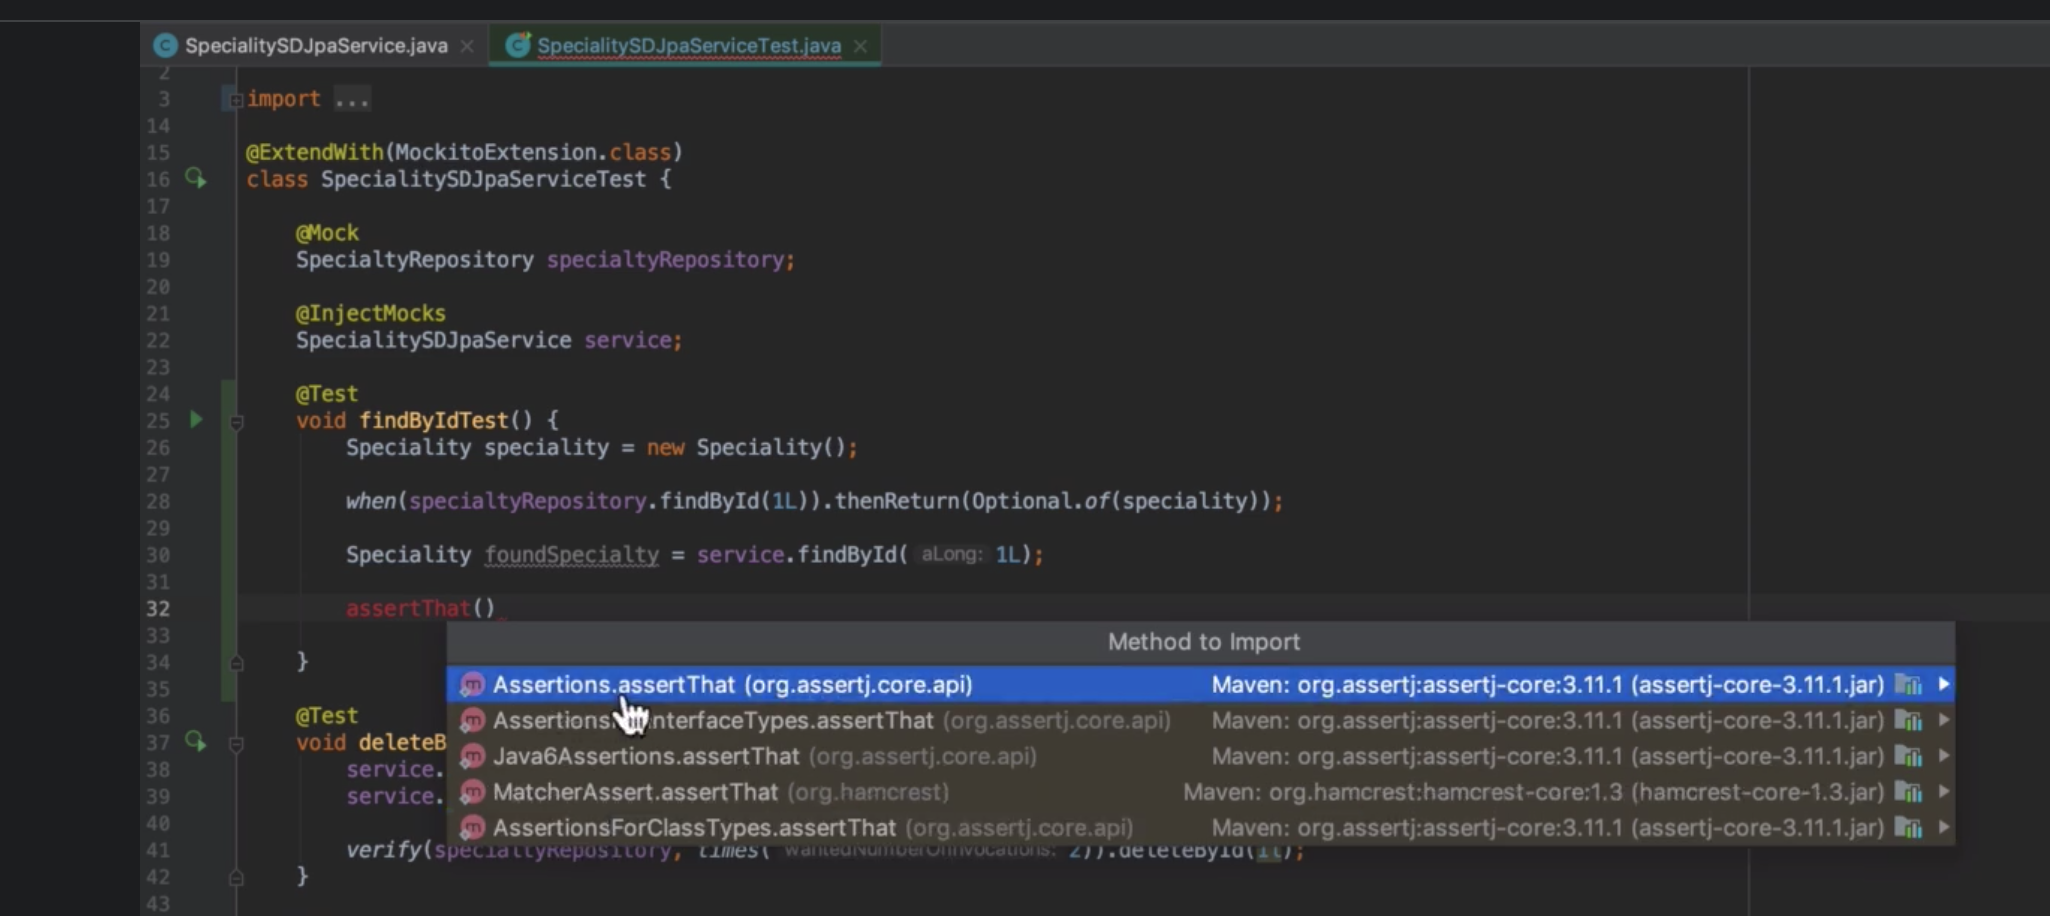 SpecialitySDJpaService.java SpecialitySDJpaServiceTest.java
2
3 import ...
14
15 @ExtendWith(MockitoExtension.class)
16 class SpecialitySDJpaServiceTest {
17
18 @Mock
19 SpecialtyRepository specialtyRepository;
20
21 @InjectMocks
22 SpecialitySDJpaService service;
23
24 @Test
25 void findByIdTest() {
26 Speciality speciality = new Speciality();
27
28 when(specialtyRepository.findById(1L)).thenReturn(Optional.of(speciality));
29
30 Speciality foundSpecialty = service.findById( aLong: 1L);
31
32 assertThat()
33 Method to Import
34 }
35 Assertions.assertThat (org.assertj.core.api) Maven: org.assertj:assertj-core:3.11.1 (assertj-core-3.11.1.jar)
36 @Test
nterfaceTypes.assertThat (org.assertj.core.api) Maven: org.assertj:assertj-core:3.11.1 (assertj-core-3.11.1.jar)
37 void deleteB
Java6Assertions.assertThat (org.assertj.core.api) Maven: org.assertj:assertj-core:3.11.1 (assertj-core-3.11.1.jar)
38 service.
39 service. MatcherAssert.assertThat (org.hamcrest) Maven: org.hamcrest:hamcrest-core:1.3 (hamcrest-core-1.3.jar)
40 AssertionsForClassTypes.assertThat (org.assertj.core.api) Maven: org.assertj:assertj-core:3.11.1 (assertj-core-3.11.1.jar)
41 verify(specialtyRepository, times( wantedNumberOfInvocations: 2)).deleteById(1l);
42 }
43